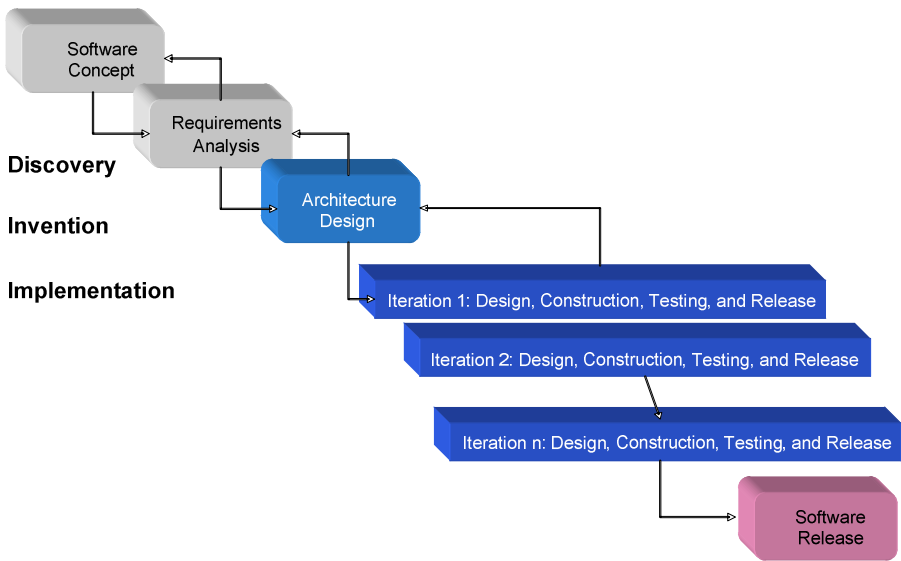 Software
Concept
Requirements
Analysis
Discovery
Architecture
Design
Invention
Implementation
Iteration 1: Design, Construction, Testing, and Release
Iteration 2: Design, Construction, Testing, and Release
Iteration n: Design, Construction, Testing, and Release
Software
Release